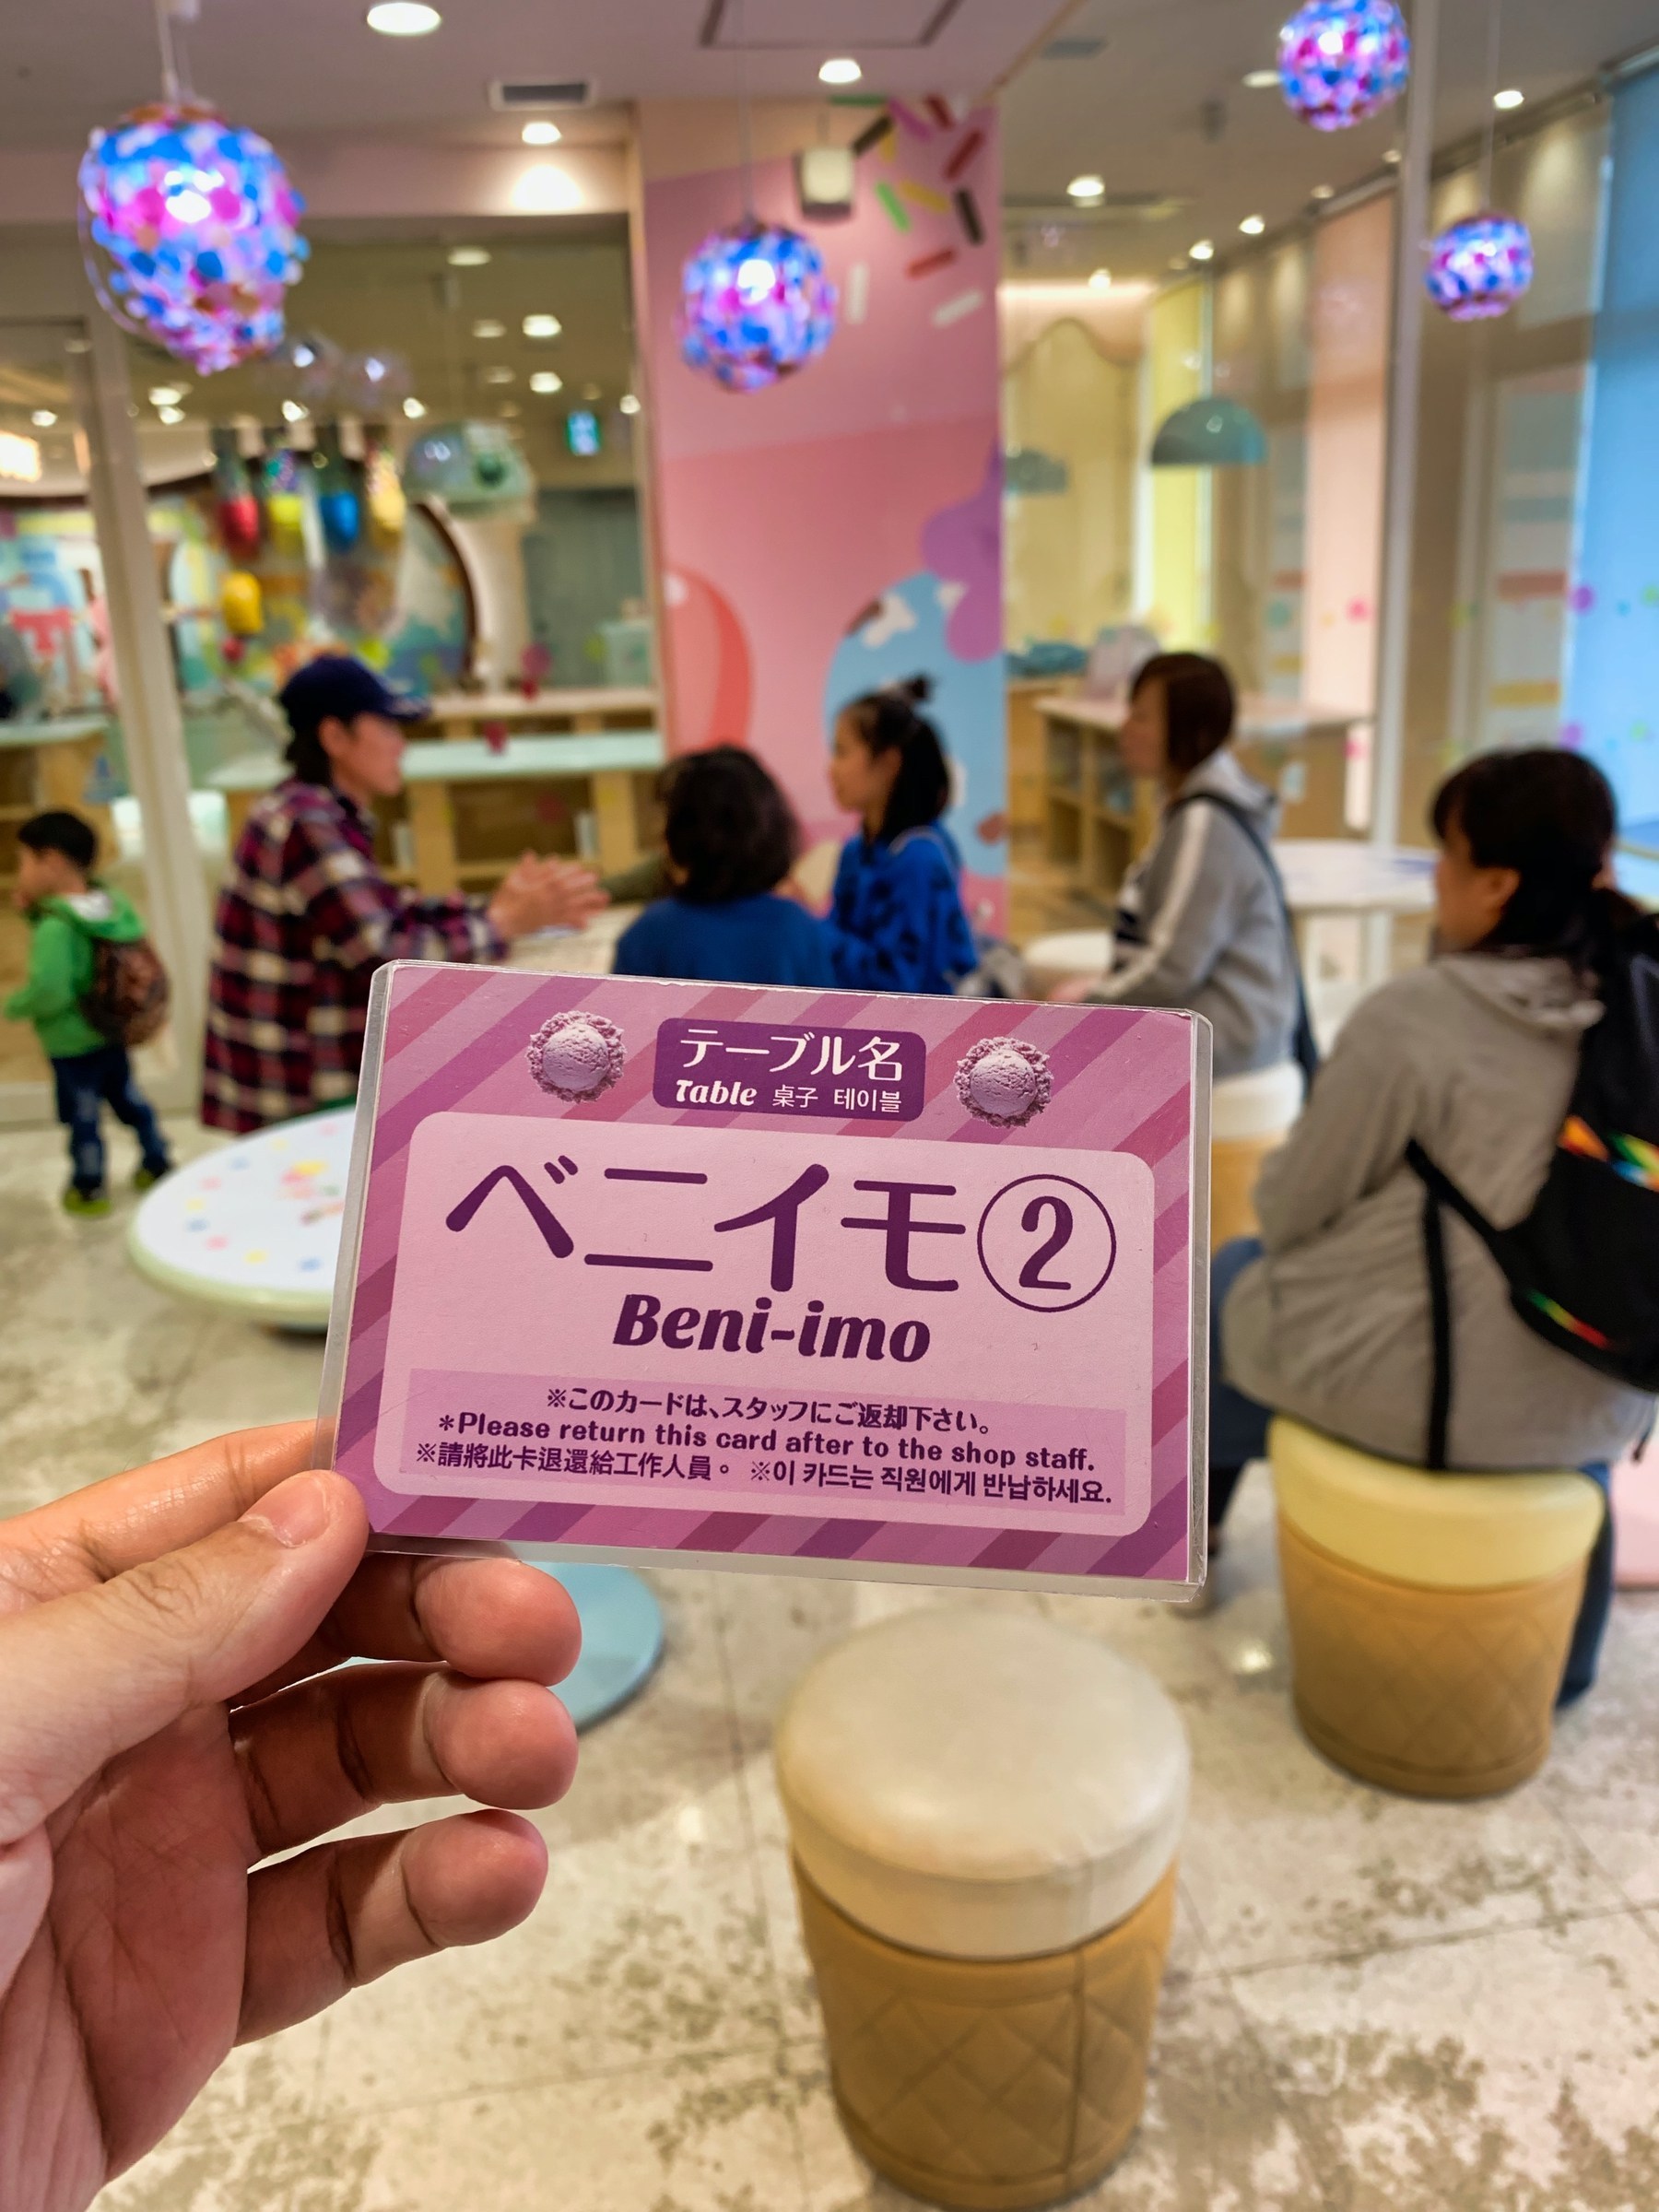 テーブル名
Table 桌子 테이블
ベニイモ②
Beni-imo
※このカードは、スタッフにご返却下さい。
*Please return this card after to the shop staff.
※請將此卡退還給工作人員。 ※이 카드는 직원에게 반납하세요.